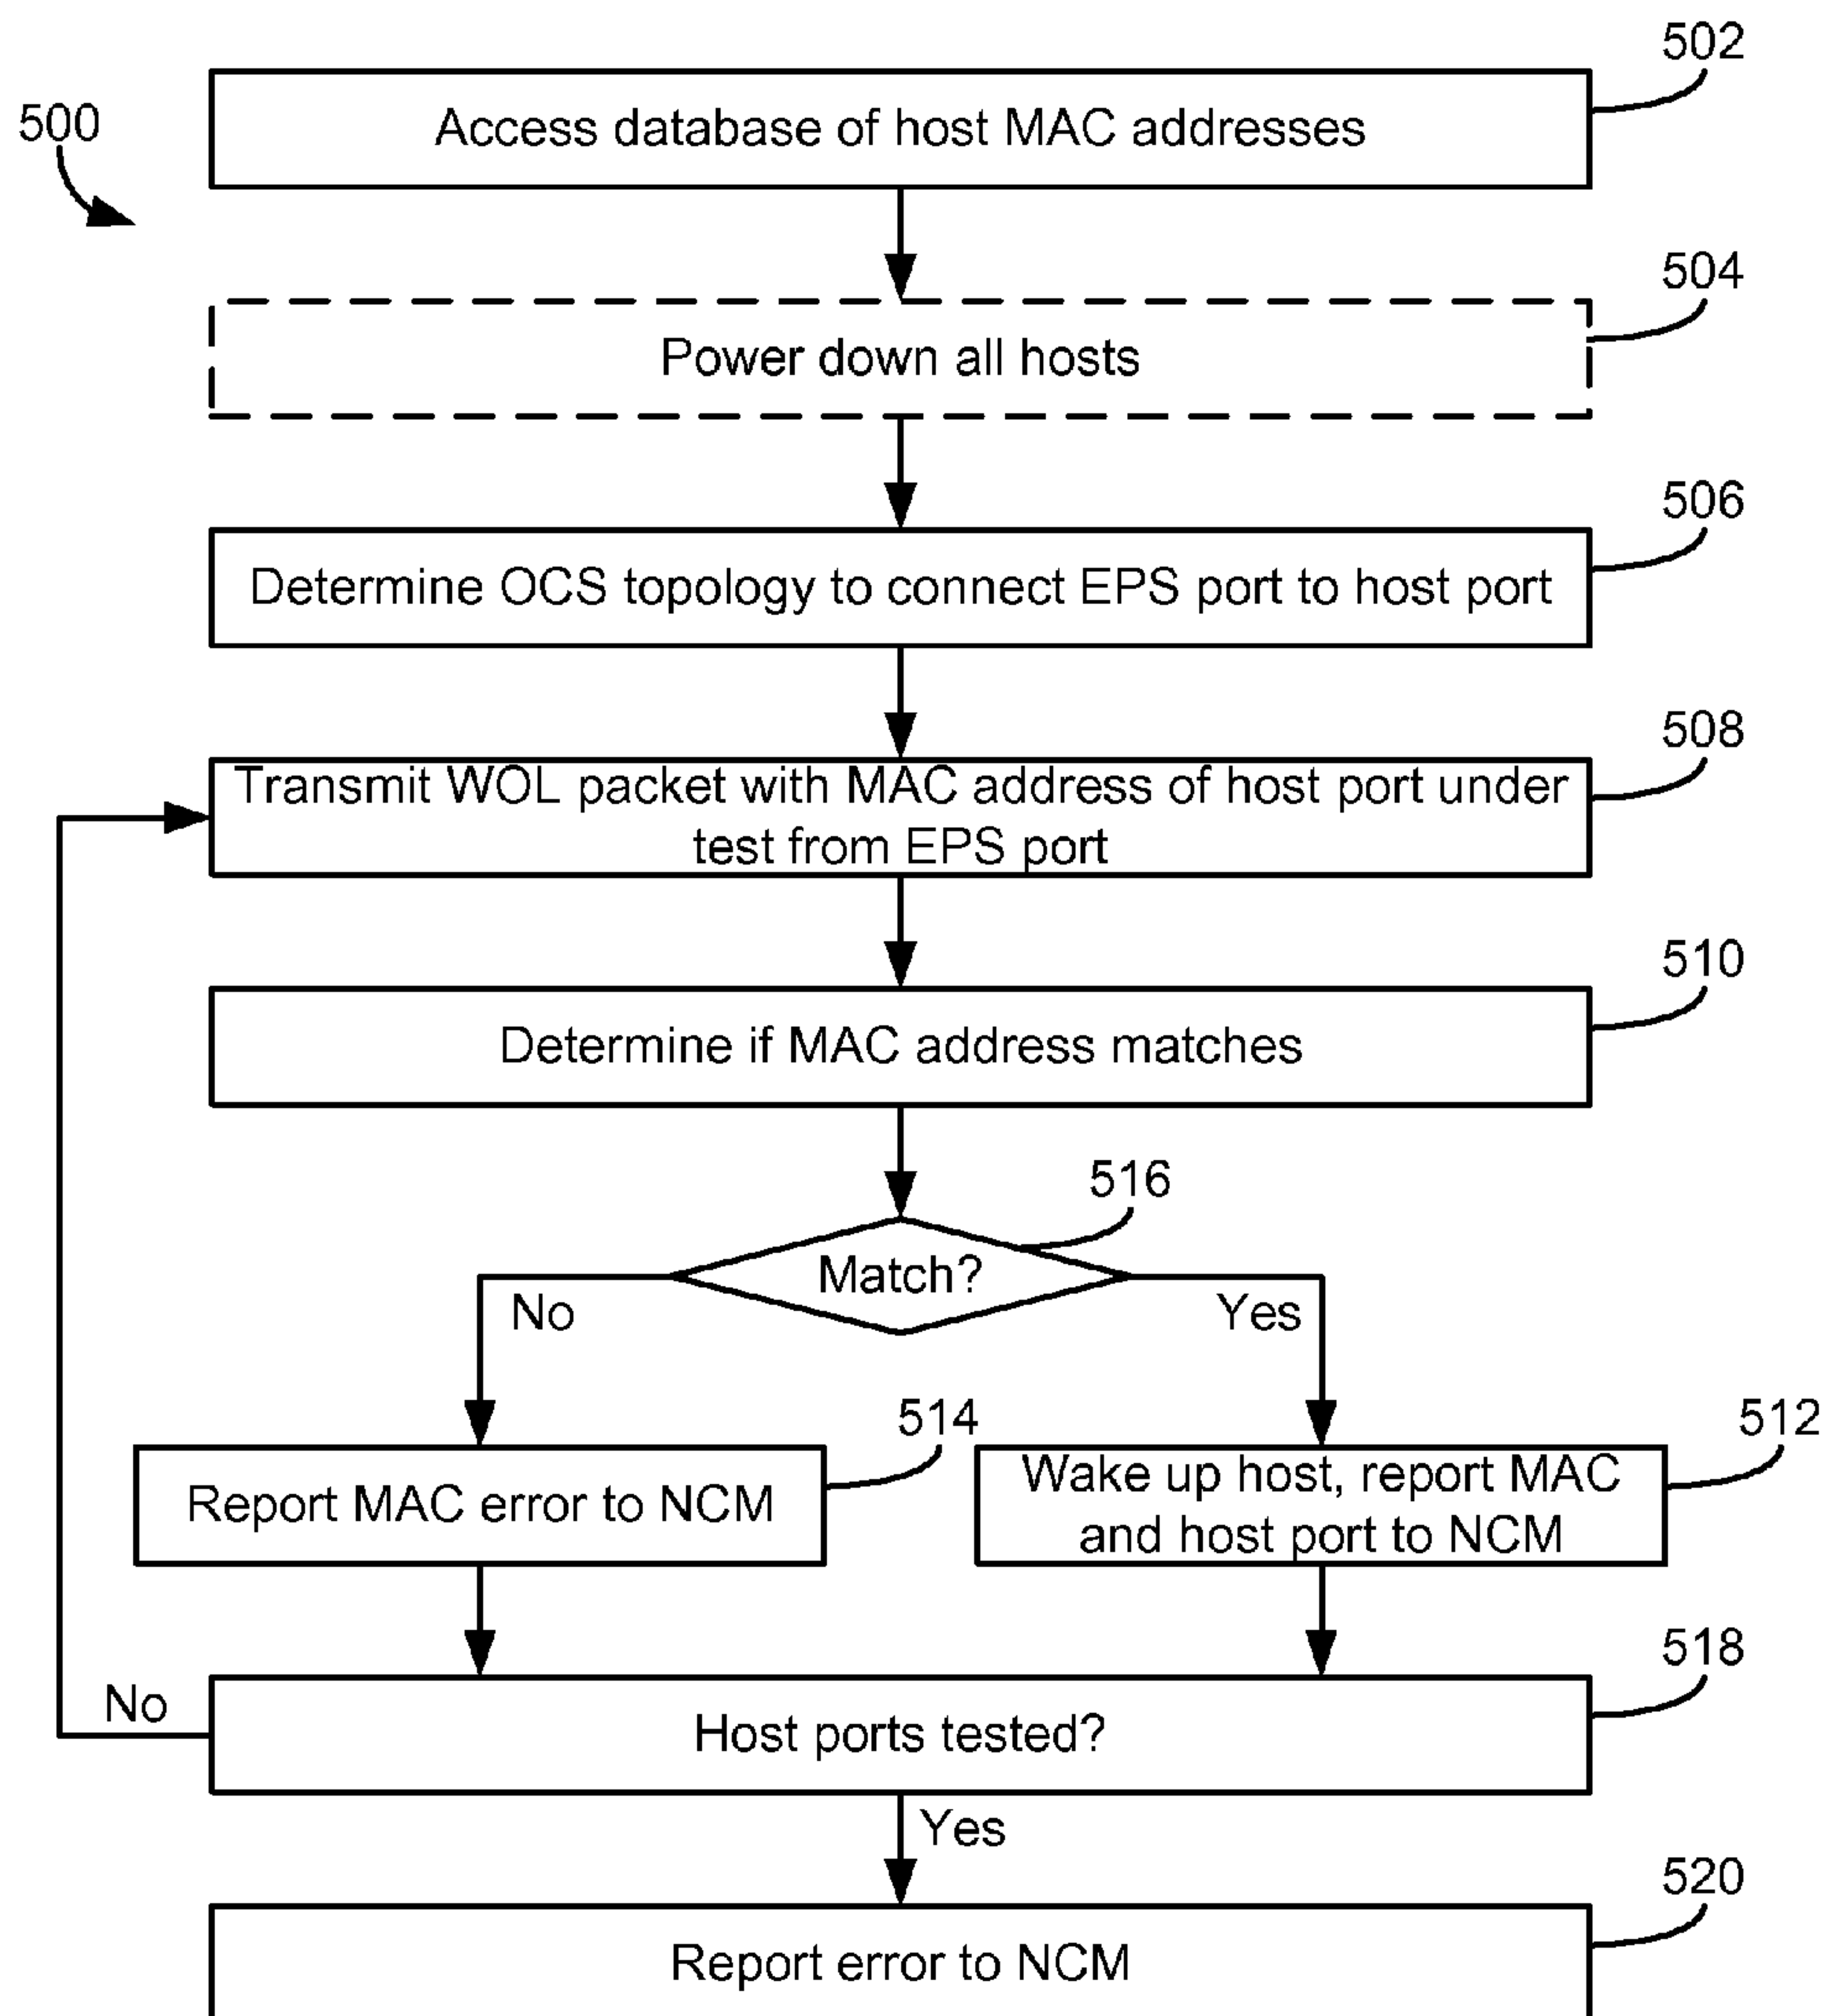 502
500
Access database of host MAC addresses
504
Power down all hosts
506
Determine OCS topology to connect EPS port to host port
508
Transmit WOL packet with MAC address of host port under
test from EPS port
510
Determine if MAC address matches
516
Match?
No
Yes
514
512
Report MAC error to NCM
Wake up host, report MAC
and host port to NCM
518
No
Host ports tested?
Yes
520
Report error to NCM